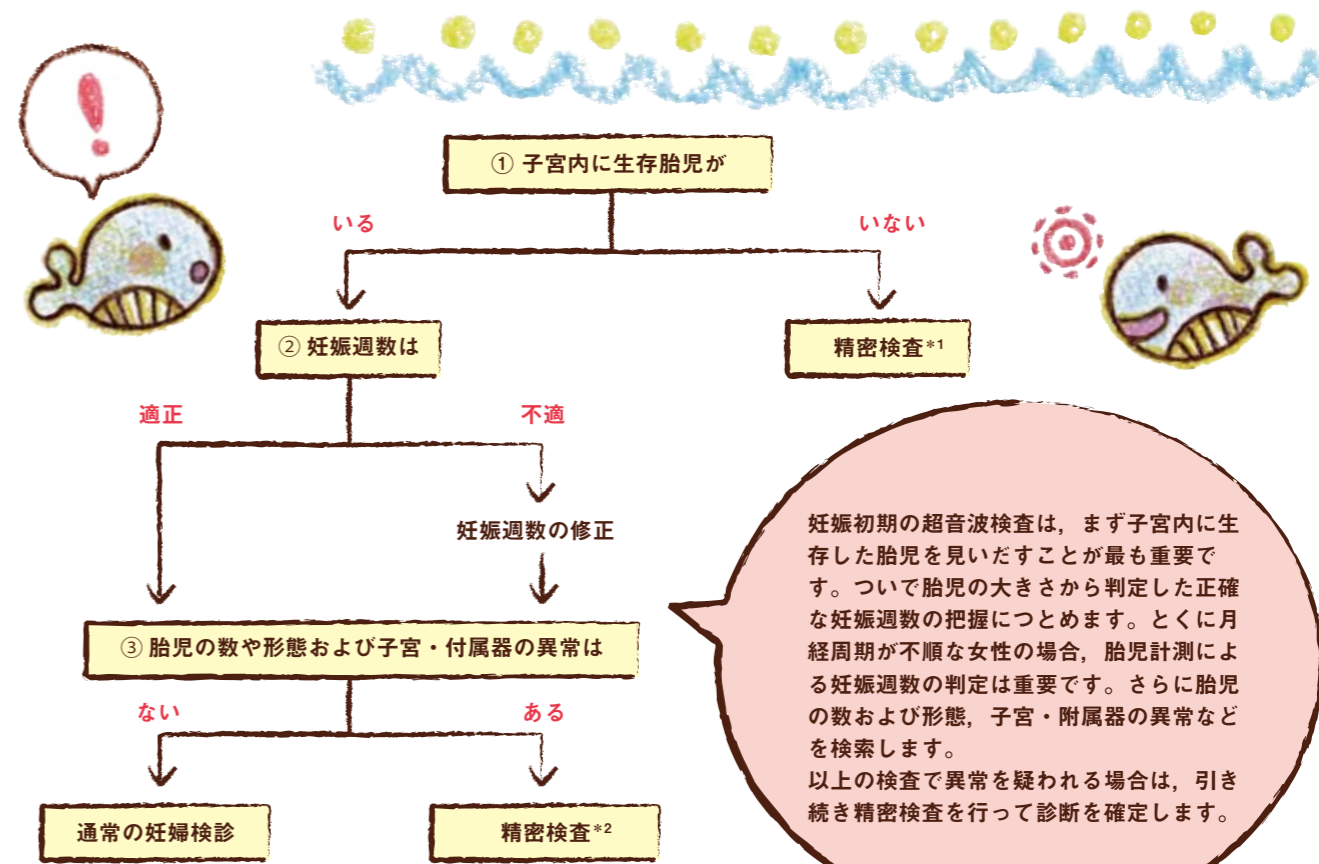 ① 子宮内に生存胎児が
いる
いない
② 妊娠週数は
精密検査*1
適正
不適
妊娠週数の修正
③ 胎児の数や形態および子宮・付属器の異常は
ない
ある
通常の妊婦検診
精密検査*2
妊娠初期の超音波検査は，まず子宮内に生
存した胎児を見いだすことが最も重要で
す。ついで胎児の大きさから判定した正確
な妊娠週数の把握につとめます。とくに月
経周期が不順な女性の場合，胎児計測によ
る妊娠週数の判定は重要です。さらに胎児
の数および形態，子宮・附属器の異常など
を検索します。
以上の検査で異常を疑われる場合は，引き
続き精密検査を行って診断を確定します。